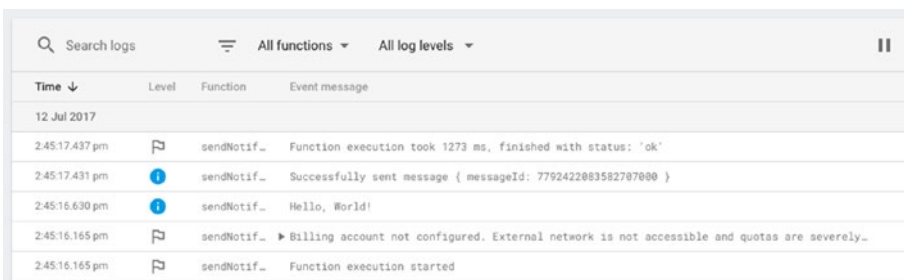 Search logs All functions All log levels
Time Level Function Event message
12 Jul 2017
2:45:17.437 pm sendNotif… Function execution took 1273 ms, finished with status: 'ok'
2:45:17.431 pm sendNotif… Successfully sent message { messageId: 7792422083582707000 }
2:45:16.630 pm sendNotif… Hello, World!
2:45:16.165 pm sendNotif… Billing account not configured. External network is not accessible and quotas are severely…
2:45:16.165 pm sendNotif… Function execution started